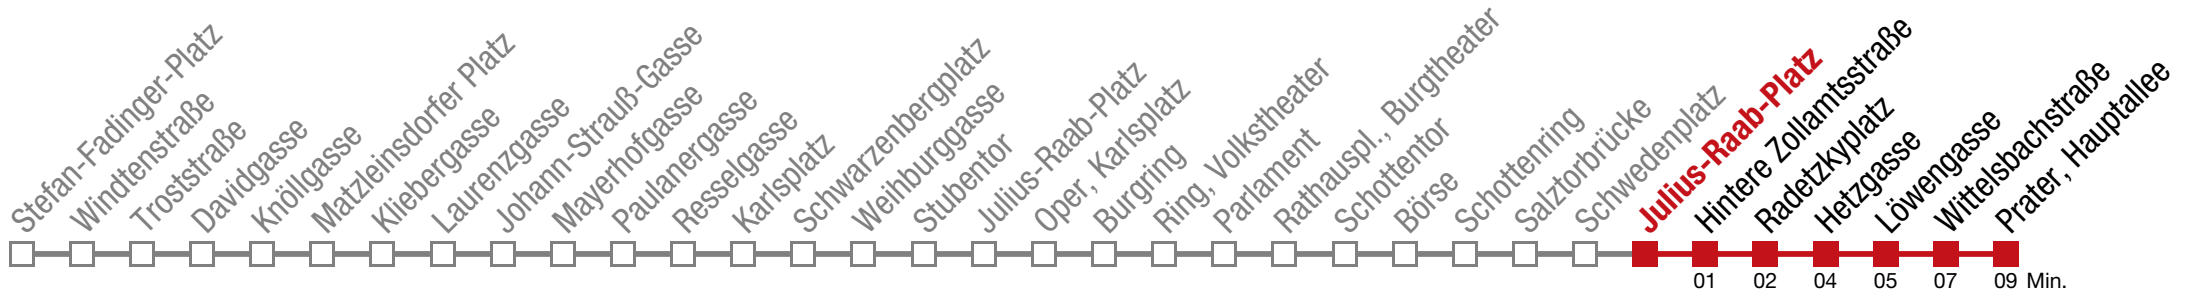 Stefan-Fadinger-Platz
Windtenstraße
Troststraße
Davidgasse
Knöllgasse
Matzleinsdorfer Platz
Kliebergasse
Laurenzgasse
Johann-Strauß-Gasse
Mayerhofgasse
Paulanergasse
Resselgasse
Karlsplatz
Schwarzenbergplatz
Weihburggasse
Stubentor
Julius-Raab-Platz
Oper, Karlsplatz
Burgring
Ring, Volkstheater
Parlament
Rathauspl., Burgtheater
Schottentor
Börse
Schottenring
Salztorbrücke
Schwedenplatz
Julius-Raab-Platz
Hintere Zollamtsstraße
Radetzkyplatz
Hetzgasse
Löwengasse
Wittelsbachstraße
Prater, Hauptallee
01 02 04 05 07 09 Min.